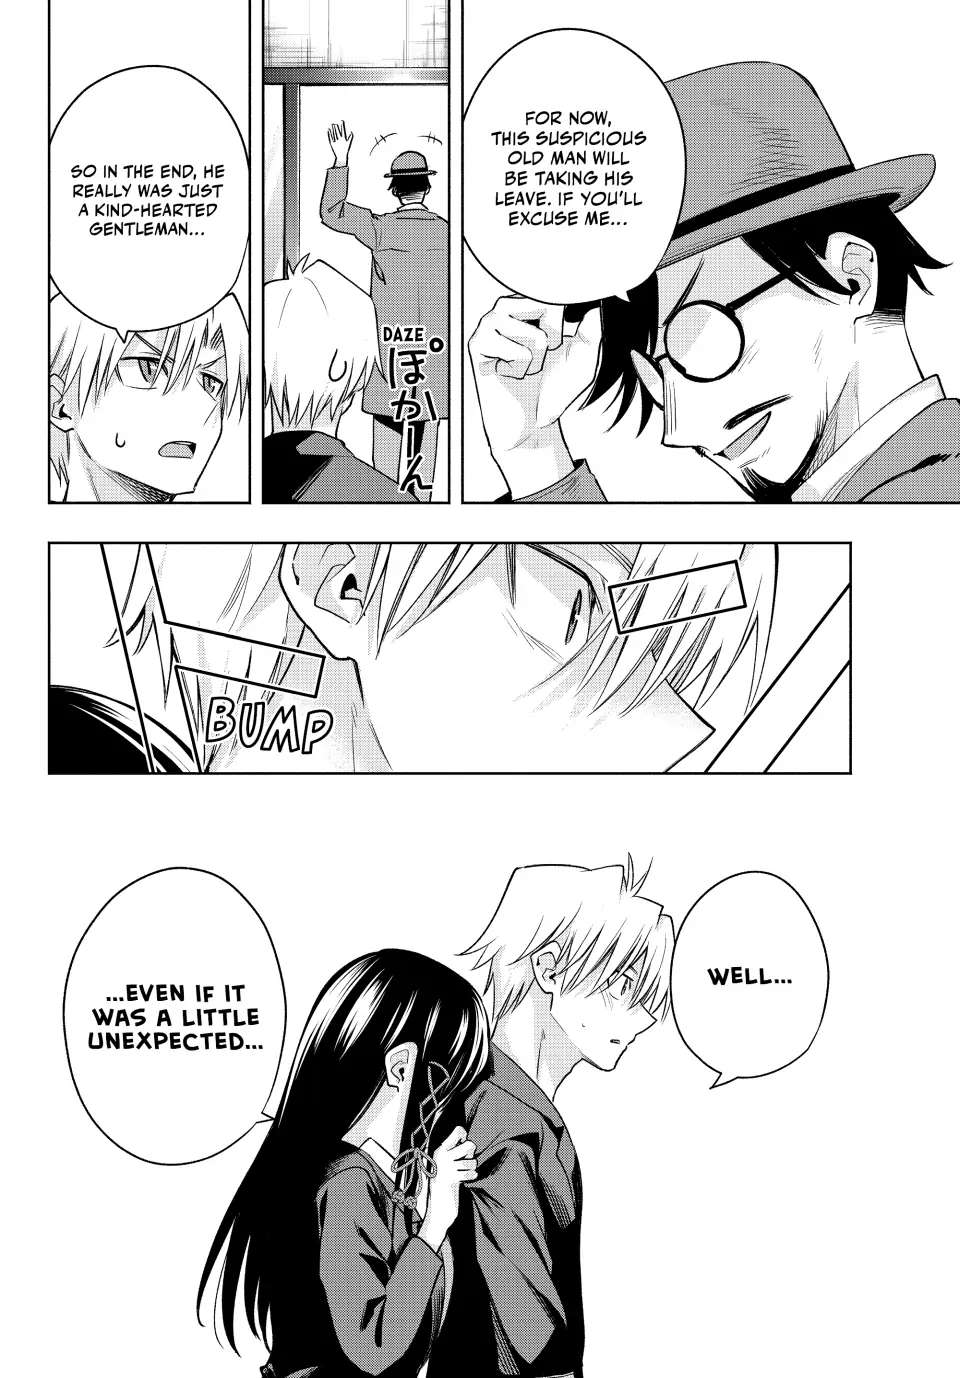 FOR NOW,
THIS SUSPICIOUS
OLD MAN WILL
BE TAKING HIS
LEAVE. IF YOU'LL
EXCUSE ME...
DAZE
ぽかーん
SO IN THE END, HE
REALLY WAS JUST
A KIND-HEARTED
GENTLEMAN...
BUMP
WELL...
...EVEN IF IT
WAS A LITTLE
UNEXPECTED...